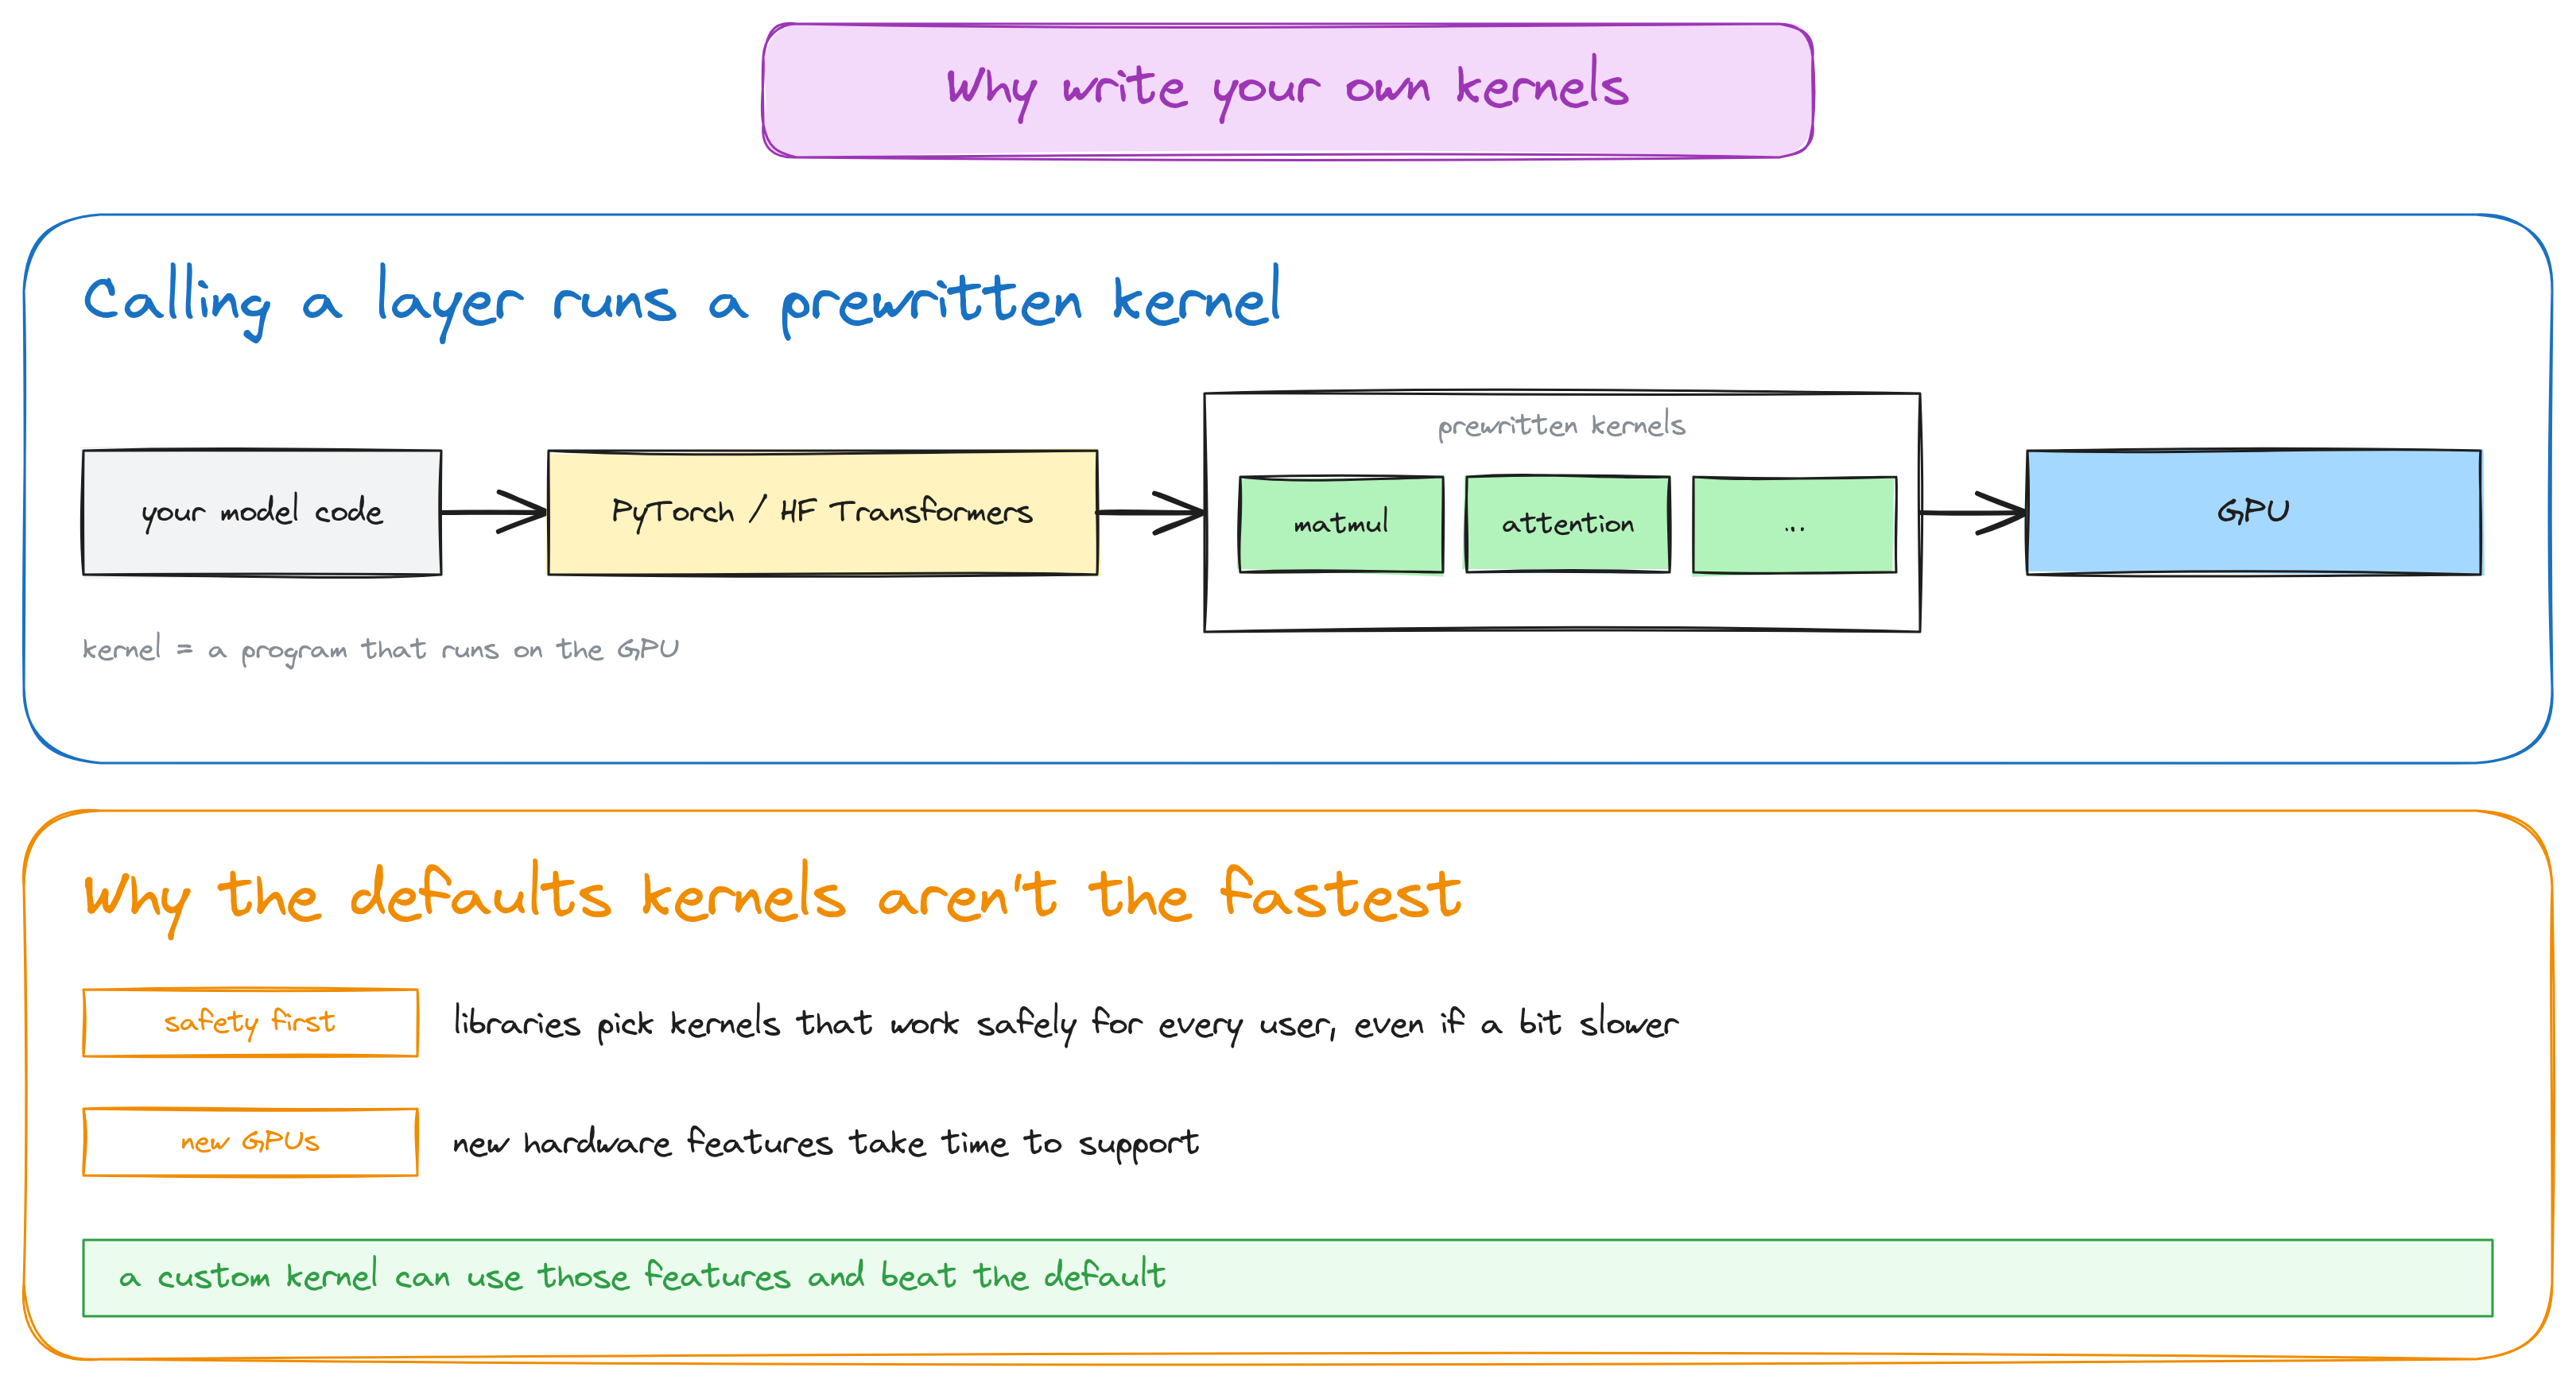 Why write your own kernels
Calling a layer runs a prewritten kernel
prewritten kernels
your model code
PyTorch / HF Transformers
matmul
attention
...
GPU
kernel = a program that runs on the GPU
Why the defaults kernels aren't the fastest
safety first
libraries pick kernels that work safely for every user, even if a bit slower
new GPUs
new hardware features take time to support
a custom kernel can use those features and beat the default